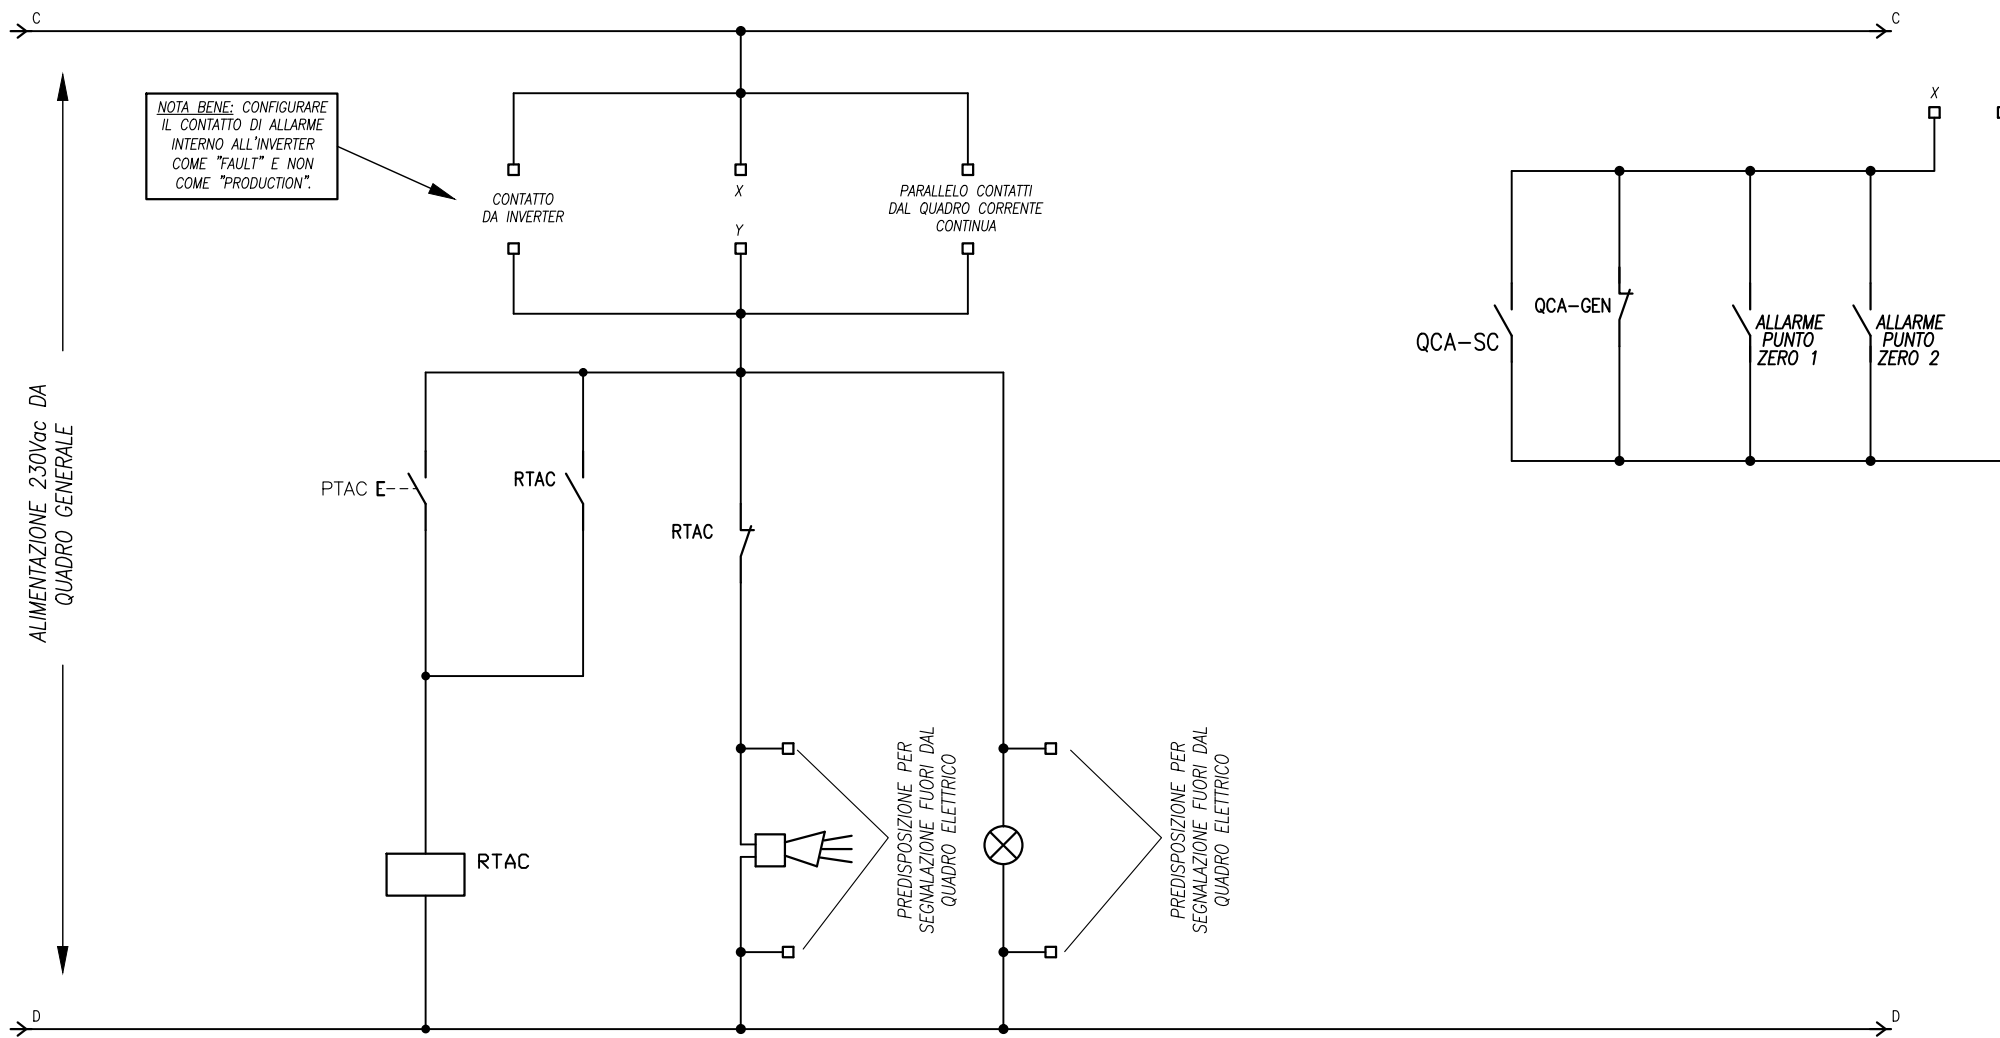 C
C
NOTA BENE: CONFIGURARE
IL CONTATTO DI ALLARME
INTERNO ALL'INVERTER
COME "FAULT" E NON
COME "PRODUCTION".
CONTATTO
DA INVERTER
X
Y
PARALLELO CONTATTI
DAL QUADRO CORRENTE
CONTINUA
X
QCA-SC
QCA-GEN
ALLARME
PUNTO
ZERO 1
ALLARME
PUNTO
ZERO 2
ALIMENTAZIONE 230Vac DA
QUADRO GENERALE
PTAC E
RTAC
RTAC
RTAC
PREDISPOSIZIONE PER
SEGNALAZIONE FUORI DAL
QUADRO ELETTRICO
PREDISPOSIZIONE PER
SEGNALAZIONE FUORI DAL
QUADRO ELETTRICO
D
D